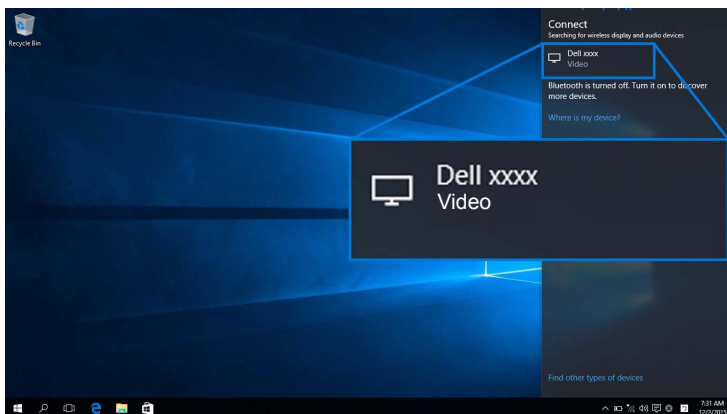 Recycle Bin
Connect
Searching for wireless display and audio devices
Dell xxxx
Video
Bluetooth is turned off. Turn it on to discover
more devices.
Where is my device?
Dell xxxx
Video
Find other types of devices
7:31 AM